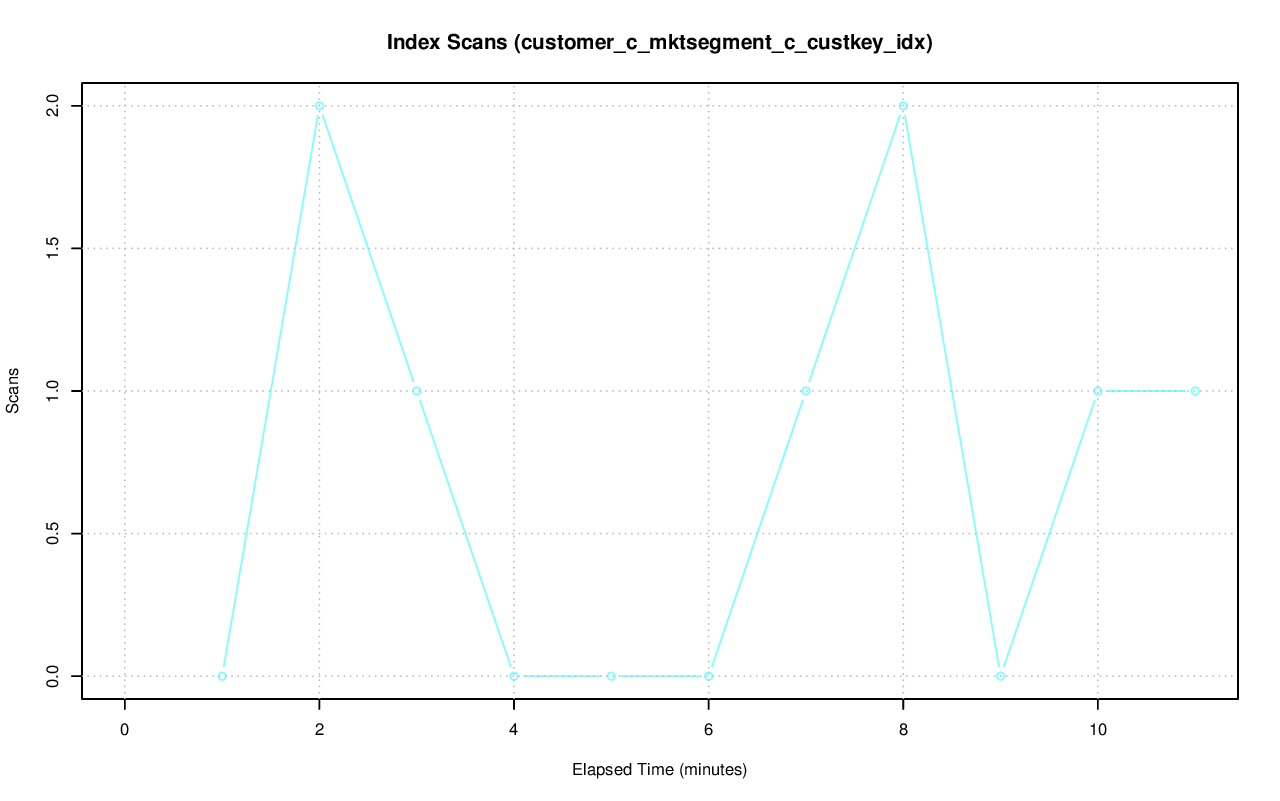 Index Scans (customer_c_mktsegment_c_custkey_idx)
Scans
2.0
1.5
1.0
0.5
0.0
0 2 4 6 8 10
Elapsed Time (minutes)